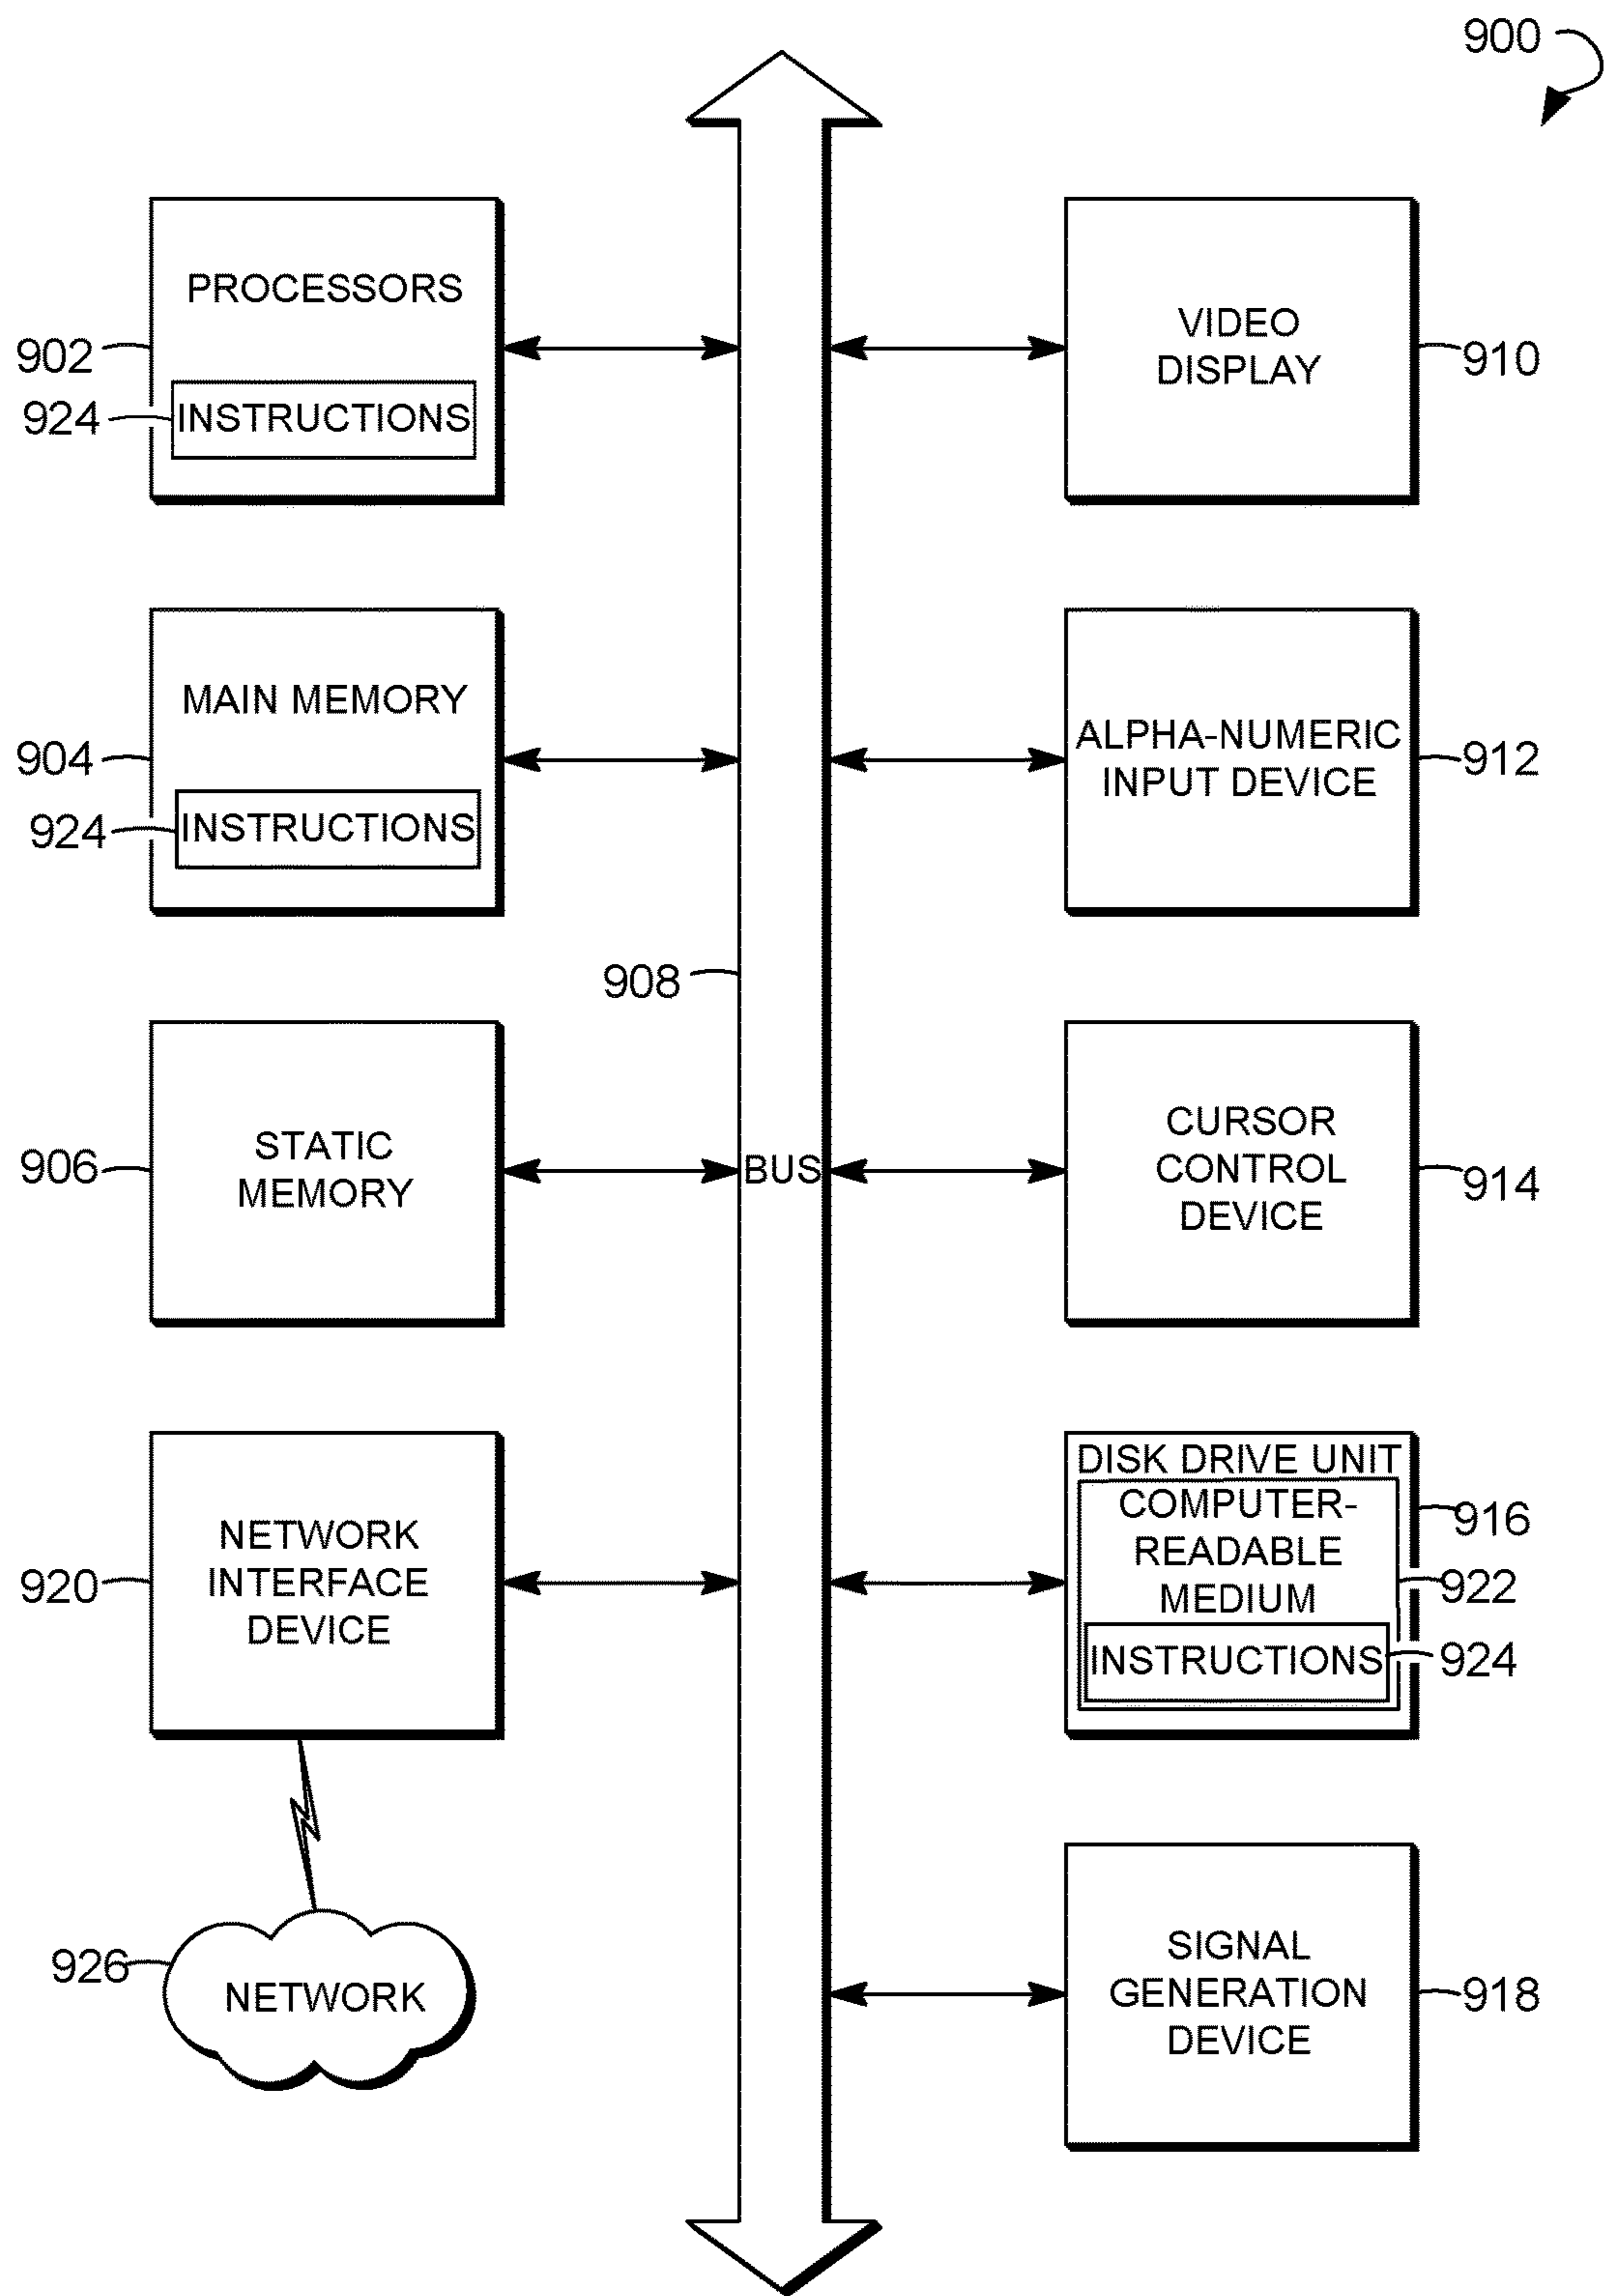 900
PROCESSORS
902
924
INSTRUCTIONS
VIDEO
DISPLAY
910
MAIN MEMORY
904
924
INSTRUCTIONS
ALPHA-NUMERIC
INPUT DEVICE
912
908
STATIC
MEMORY
906
BUS
CURSOR
CONTROL
DEVICE
914
NETWORK
INTERFACE
DEVICE
920
DISK DRIVE UNIT
COMPUTER-
READABLE
MEDIUM
916
922
INSTRUCTIONS
924
926
NETWORK
SIGNAL
GENERATION
DEVICE
918